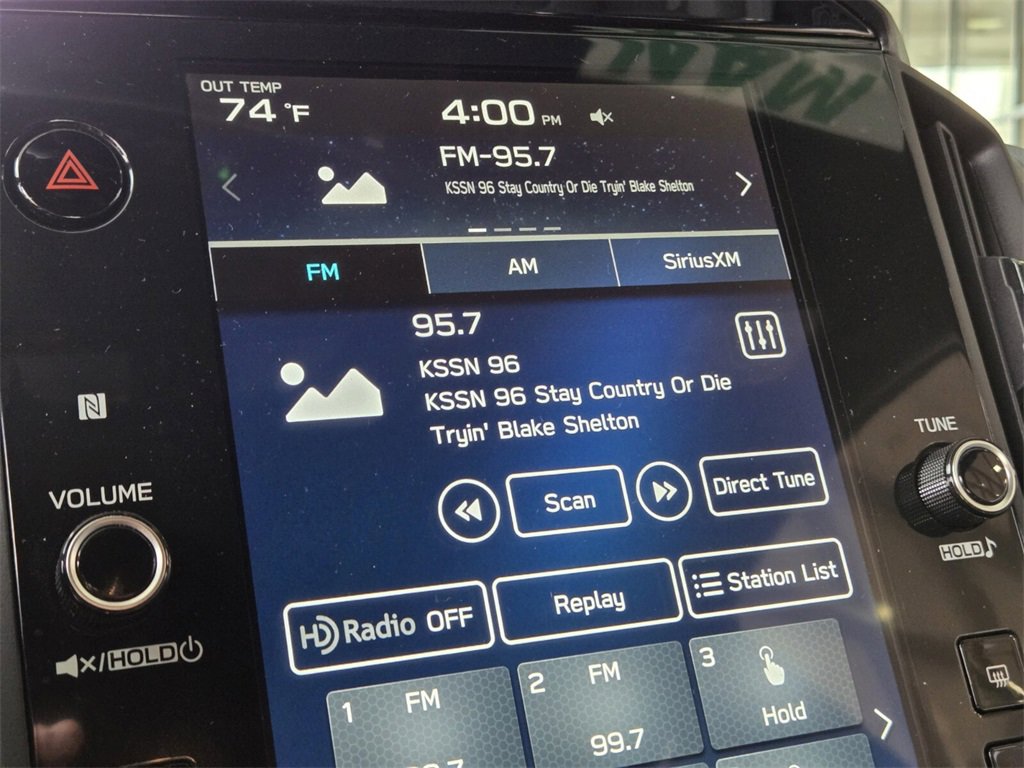 OUT TEMP
74 °F
4:00 PM
FM-95.7
KSSN 96 Stay Country Or Die Tryin' Blake Shelton
FM
AM
SiriusXM
95.7
KSSN 96
KSSN 96 Stay Country Or Die
Tryin' Blake Shelton
VOLUME
TUNE
Scan
Direct Tune
HOLD
HD Radio OFF
Replay
Station List
/HOLD
1
FM
2
FM
99.7
3
Hold